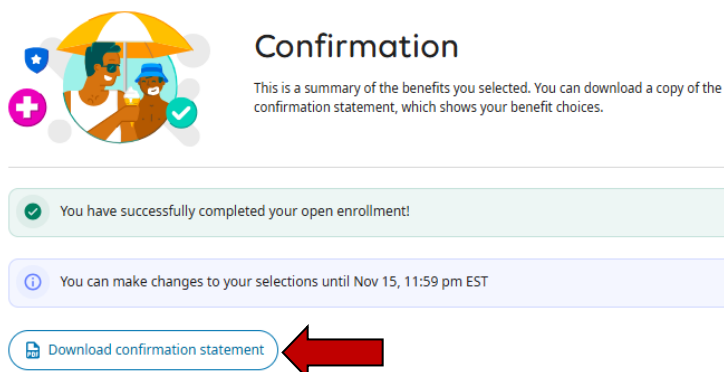 Confirmation
This is a summary of the benefits you selected. You can download a copy of the
confirmation statement, which shows your benefit choices.
You have successfully completed your open enrollment!
You can make changes to your selections until Nov 15, 11:59 pm EST
PDF
Download confirmation statement